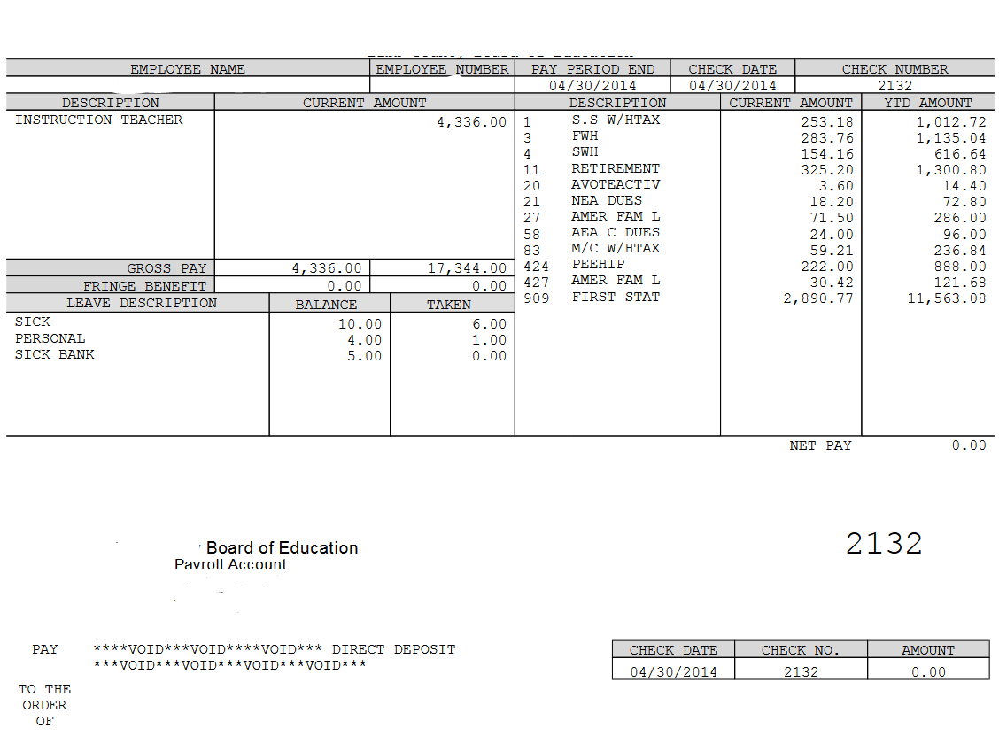 EMPLOYEE NAME EMPLOYEE NUMBER PAY PERIOD END CHECK DATE CHECK NUMBER
04/30/2014 04/30/2014 2132
DESCRIPTION CURRENT AMOUNT DESCRIPTION CURRENT AMOUNT YTD AMOUNT
INSTRUCTION-TEACHER 4,336.00 1 S.S W/HTAX 253.18 1,012.72
3 FWH 283.76 1,135.04
4 SWH 154.16 616.64
11 RETIREMENT 325.20 1,300.80
20 AVOTEACTIV 3.60 14.40
21 NEA DUES 18.20 72.80
27 AMER FAM L 71.50 286.00
58 AEA C DUES 24.00 96.00
83 M/C W/HTAX 59.21 236.84
GROSS PAY 4,336.00 17,344.00 424 PEEHIP 222.00 888.00
FRINGE BENEFIT 0.00 0.00 427 AMER FAM L 30.42 121.68
LEAVE DESCRIPTION BALANCE TAKEN 909 FIRST STAT 2,890.77 11,563.08
SICK 10.00 6.00
PERSONAL 4.00 1.00
SICK BANK 5.00 0.00
NET PAY 0.00
Board of Education 2132
Payroll Account
PAY ****VOID***VOID****VOID*** DIRECT DEPOSIT
***VOID***VOID***VOID***VOID***
CHECK DATE CHECK NO. AMOUNT
04/30/2014 2132 0.00
TO THE
ORDER
OF